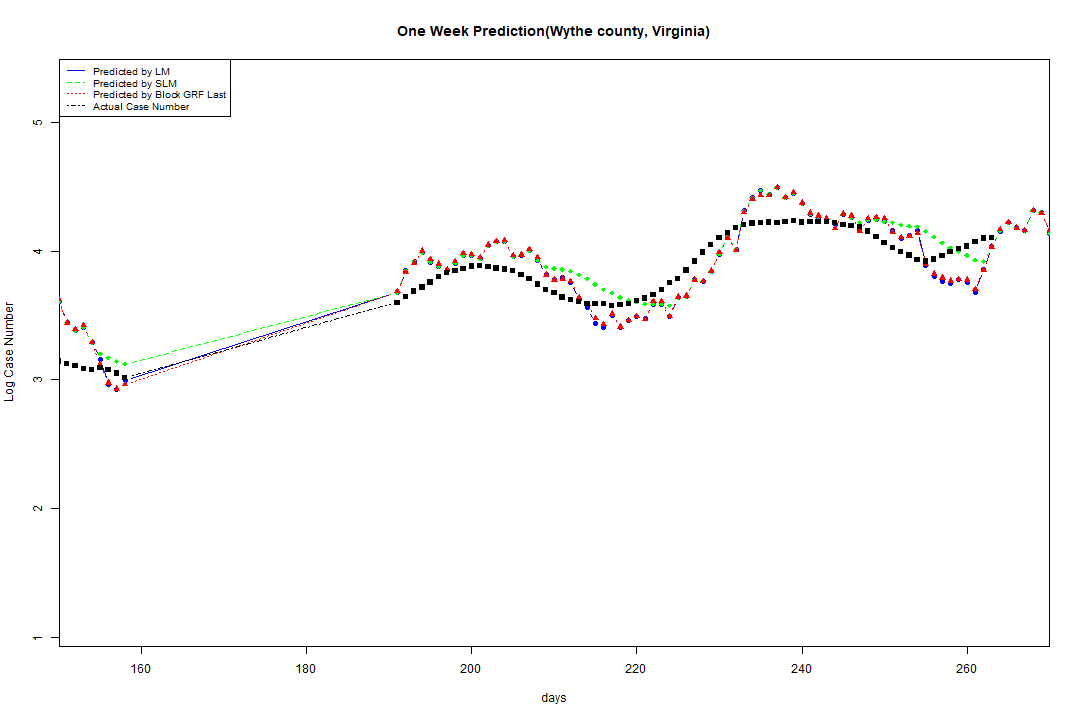 One Week Prediction(Wythe county, Virginia)
Predicted by LM
Predicted by SLM
Predicted by Block GRF Last
Actual Case Number
5
4
3
2
1
Log Case Number
160 180 200 220 240 260
days